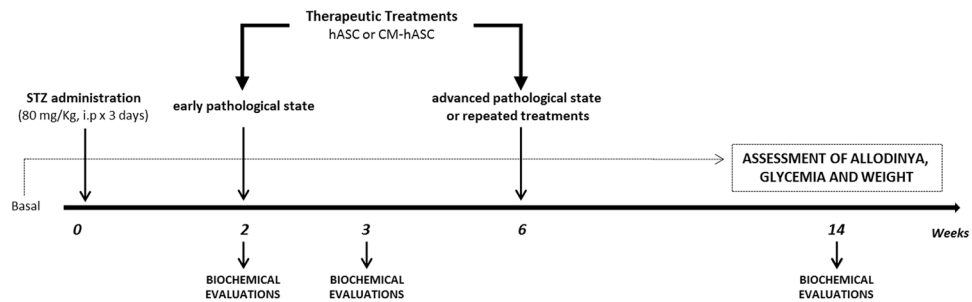 Therapeutic Treatments
hASC or CM-hASC
STZ administration
(80 mg/Kg, i.p x 3 days)
early pathological state
advanced pathological state
or repeated treatments
ASSESSMENT OF ALLODINYA,
GLYCEMIA AND WEIGHT
Basal
0 2 3 6 14 Weeks
BIOCHEMICAL
EVALUATIONS
BIOCHEMICAL
EVALUATIONS
BIOCHEMICAL
EVALUATIONS